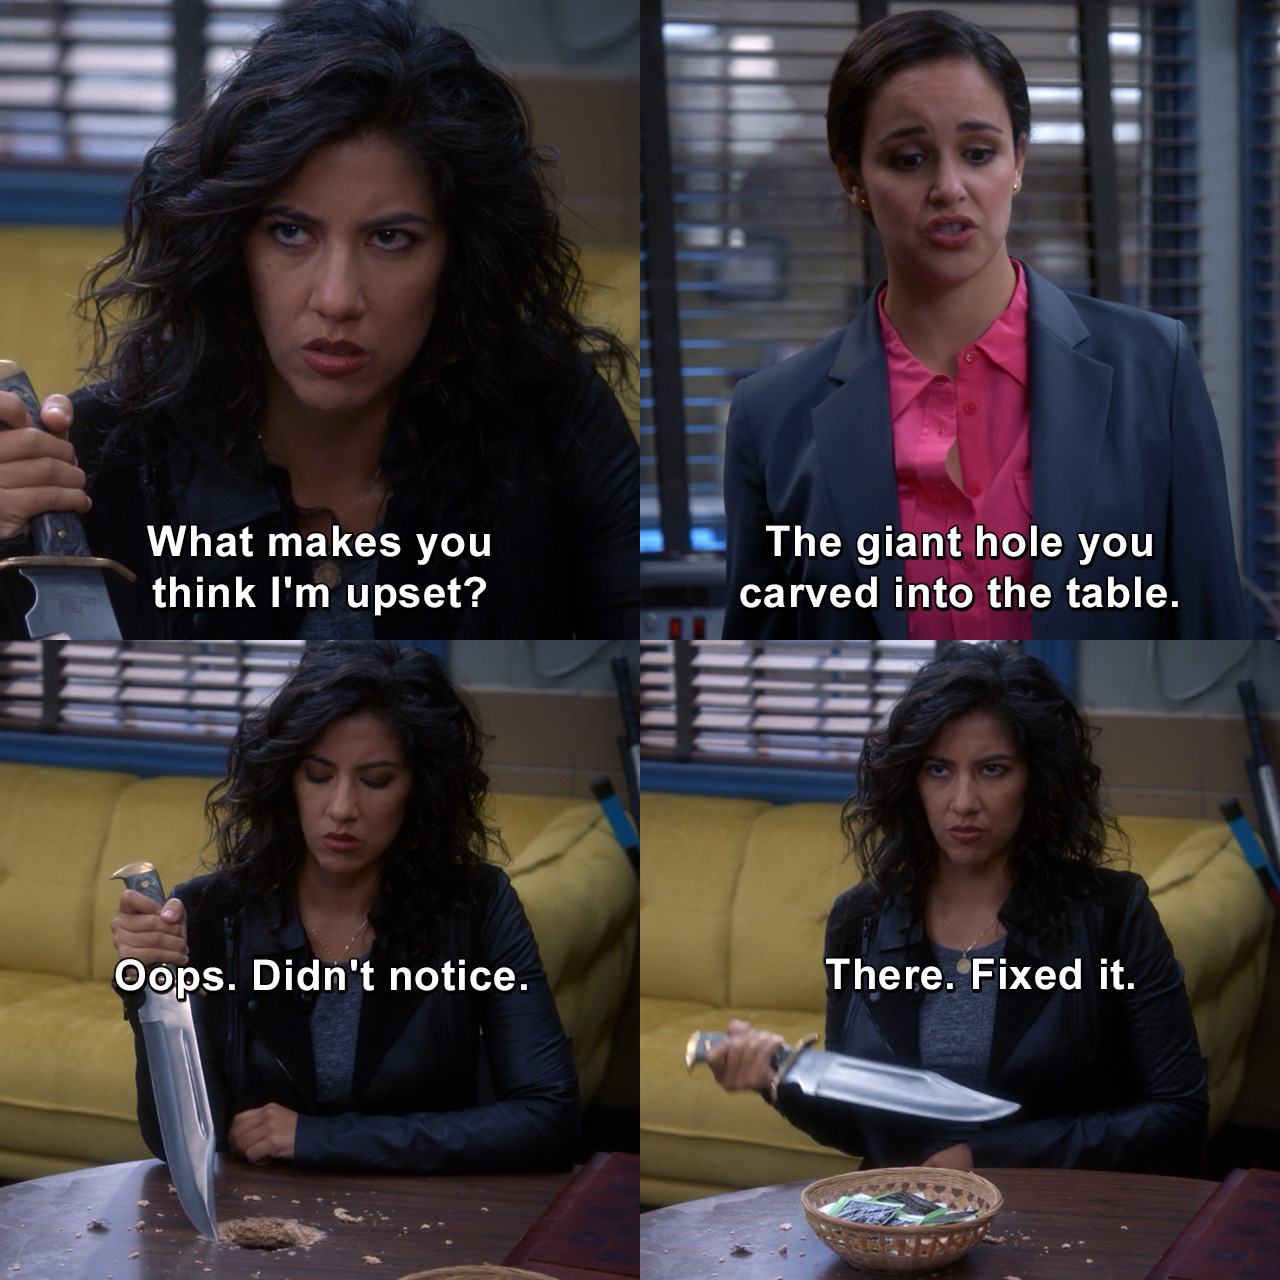 What makes you
think I'm upset?
The giant hole you
carved into the table.
Oops. Didn't notice.
There. Fixed it.